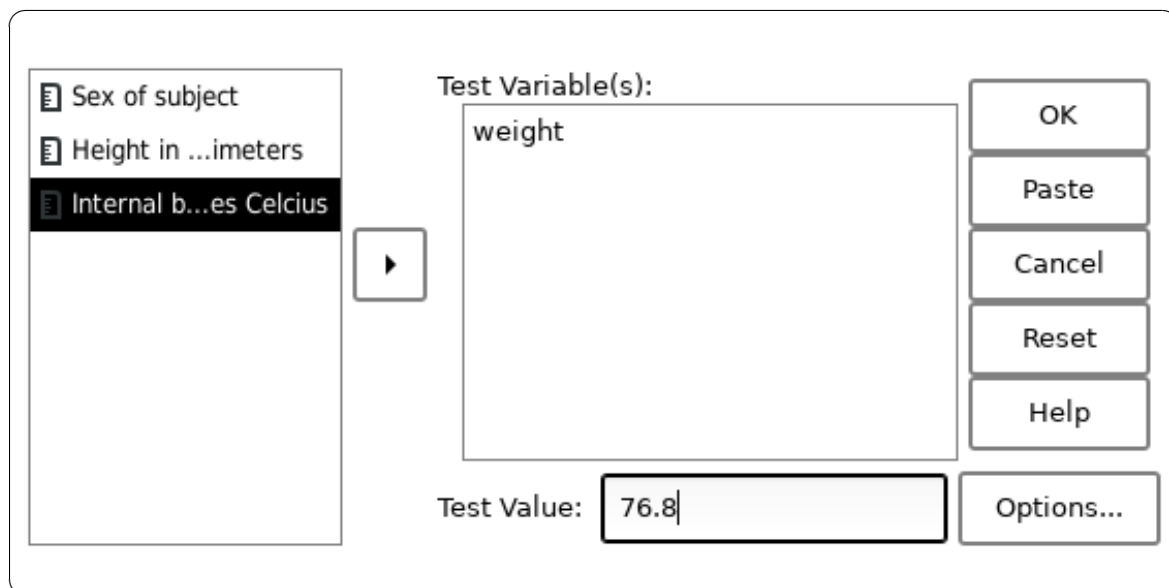 Sex of subject
Height in ...imeters
Internal b...es Celcius
Test Variable(s):
weight
Test Value: 76.8
OK
Paste
Cancel
Reset
Help
Options...